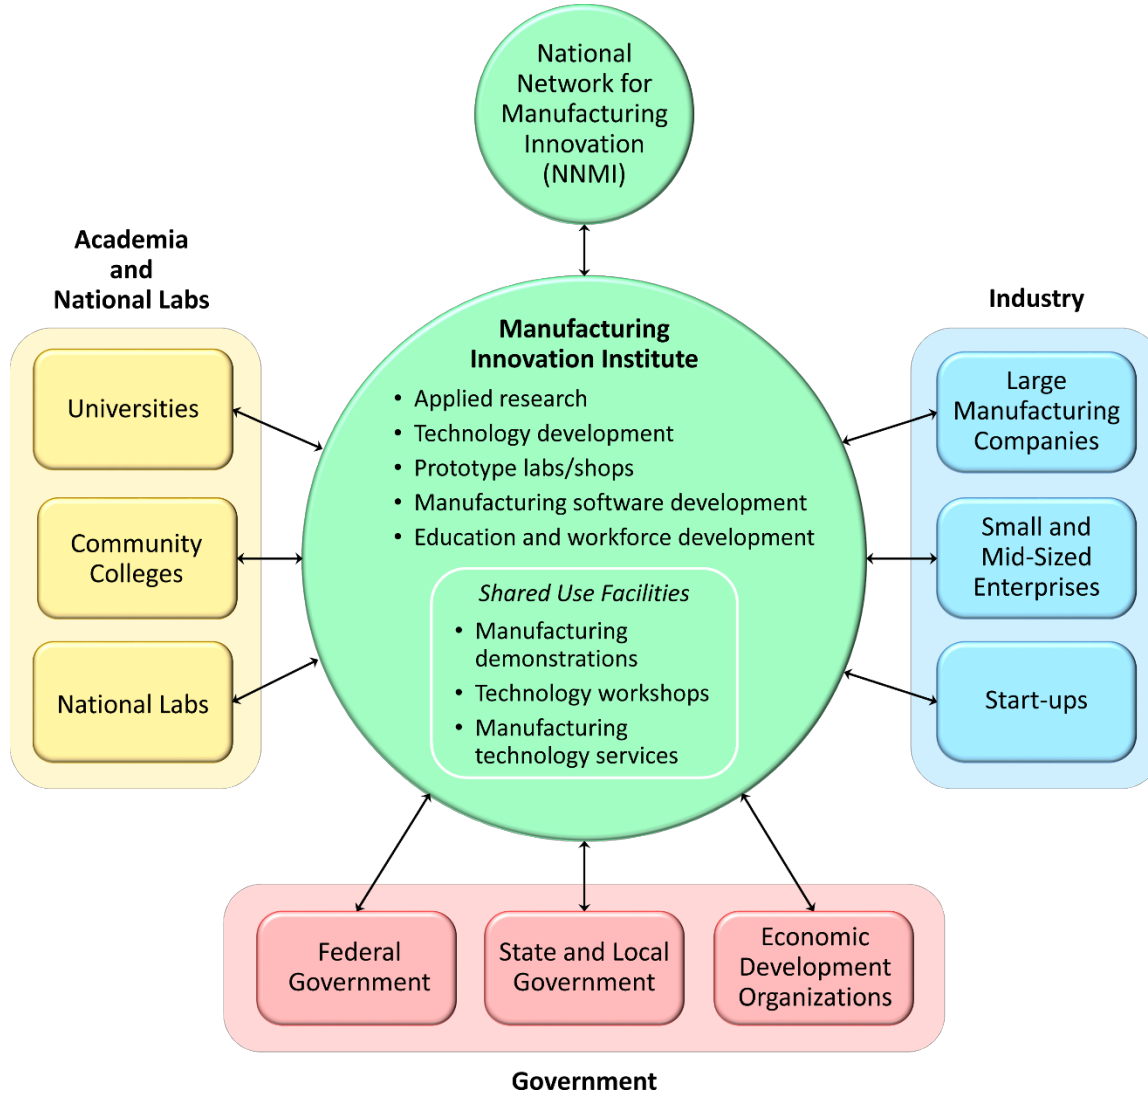 National
Network for
Manufacturing
Innovation
(NNMI)
Academia
and
National Labs
Universities
Community
Colleges
National Labs
Manufacturing
Innovation Institute
• Applied research
• Technology development
• Prototype labs/shops
• Manufacturing software development
• Education and workforce development
Shared Use Facilities
• Manufacturing
demonstrations
• Technology workshops
• Manufacturing
technology services
Industry
Large
Manufacturing
Companies
Small and
Mid-Sized
Enterprises
Start-ups
Federal
Government
State and Local
Government
Economic
Development
Organizations
Government